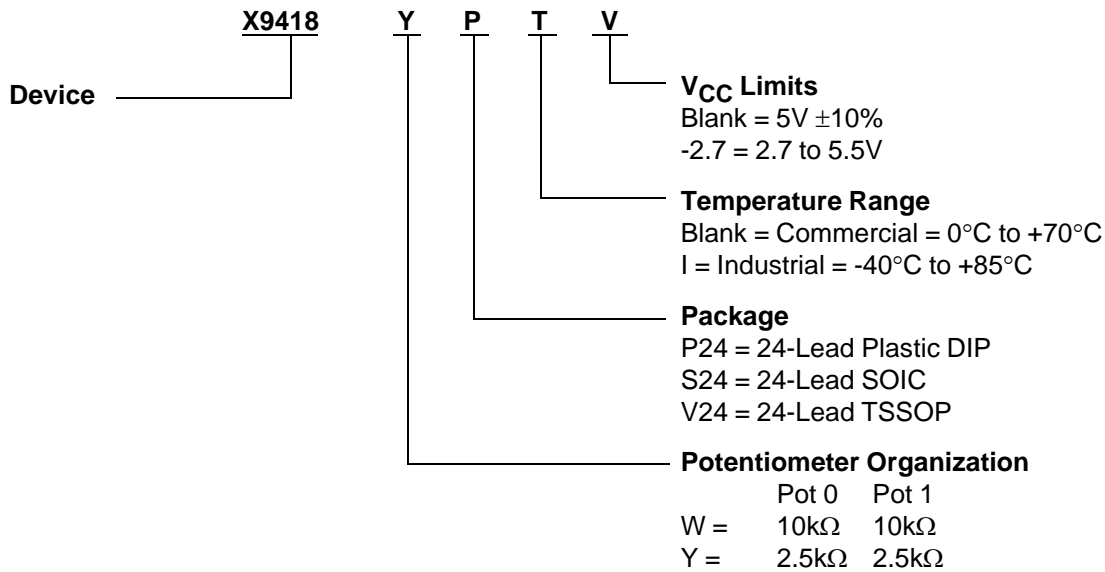 X9418 Y P T V
Device
VCC Limits
Blank = 5V ±10%
-2.7 = 2.7 to 5.5V
Temperature Range
Blank = Commercial = 0°C to +70°C
I = Industrial = -40°C to +85°C
Package
P24 = 24-Lead Plastic DIP
S24 = 24-Lead SOIC
V24 = 24-Lead TSSOP
Potentiometer Organization
Pot 0 Pot 1
W = 10kΩ 10kΩ
Y = 2.5kΩ 2.5kΩ